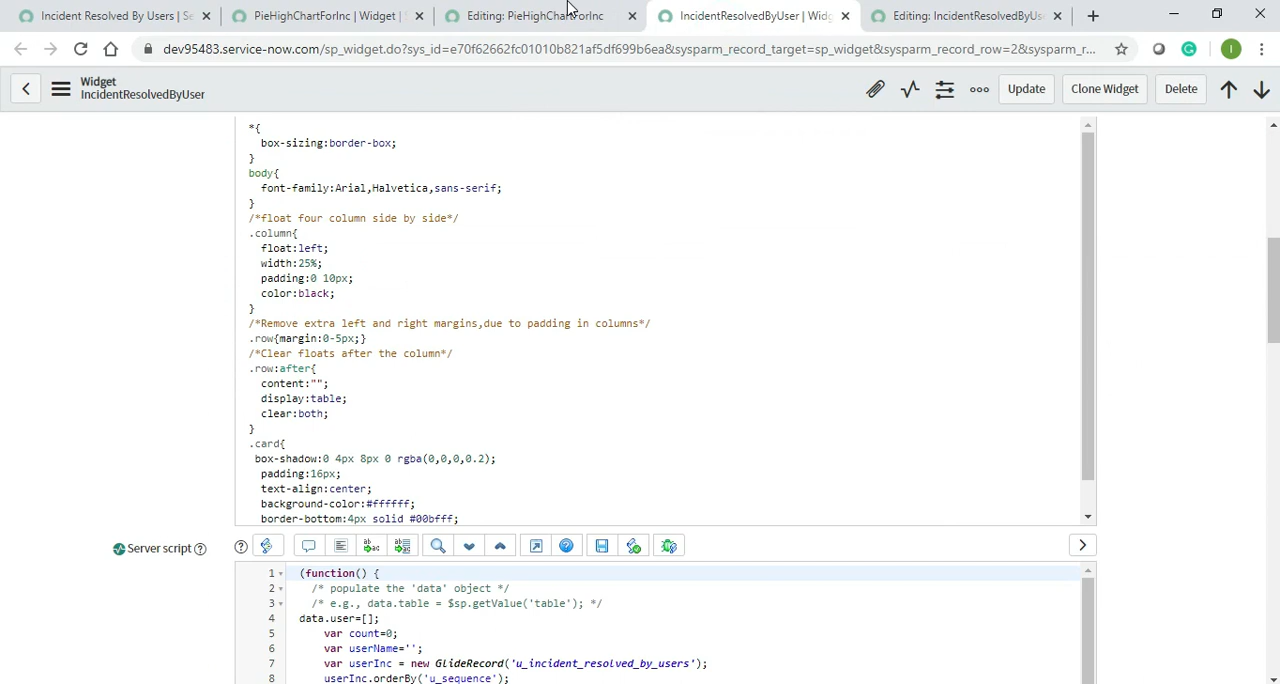 Incident Resolved By Users | Se
PieHighChartForInc | Widget |
Editing: PieHighChartForInc
IncidentResolvedByUser | Widg
Editing: IncidentResolvedByUs
dev95483.service-now.com/sp_widget.do?sys_id=e70f62662fc01010b821af5df699b6ea&sysparm_record_target=sp_widget&sysparm_record_row=2&sysparm_r...
I
Widget
IncidentResolvedByUser
Update
Clone Widget
Delete
*{
box-sizing:border-box;
}
body{
font-family:Arial,Halvetica,sans-serif;
}
/*float four column side by side*/
.column{
float:left;
width:25%;
padding:0 10px;
color:black;
}
/*Remove extra left and right margins,due to padding in columns*/
.row{margin:0-5px;}
/*Clear floats after the column*/
.row:after{
content:"";
display:table;
clear:both;
}
.card{
box-shadow:0 4px 8px 0 rgba(0,0,0,0.2);
padding:16px;
text-align:center;
background-color:#ffffff;
border-bottom:4px solid #00bfff;
Server script
1 (function() {
2 /* populate the 'data' object */
3 /* e.g., data.table = $sp.getValue('table'); */
4 data.user=[];
5 var count=0;
6 var userName='';
7 var userInc = new GlideRecord('u_incident_resolved_by_users');
8 userInc.orderBy('u_sequence');